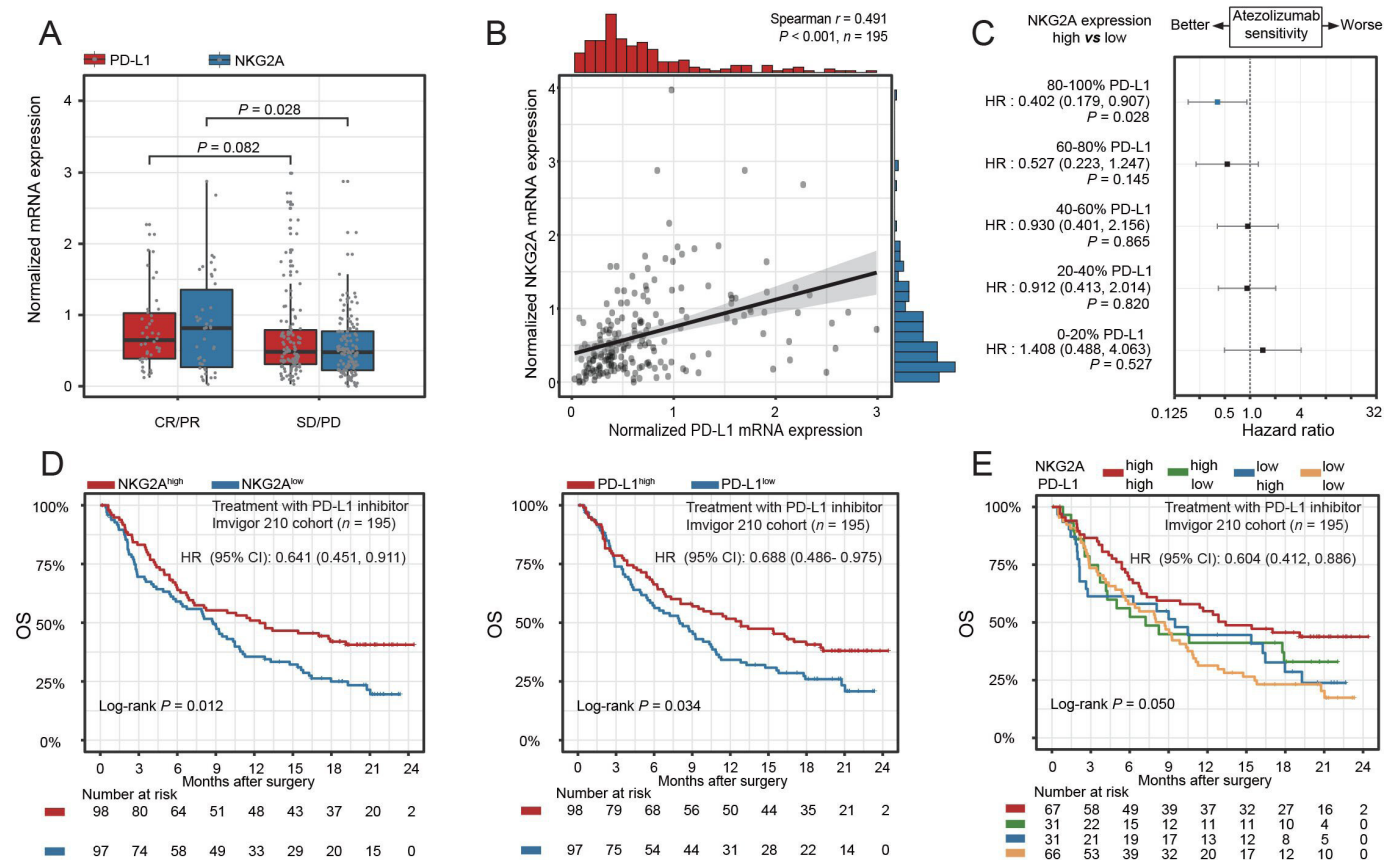 A
PD-L1
NKG2A
Normalized mRNA expression
4
3
2
1
0
P = 0.028
P = 0.082
CR/PR
SD/PD
B
Spearman r = 0.491
P < 0.001, n = 195
Normalized NKG2A mRNA expression
4
3
2
1
0
0
1
2
3
Normalized PD-L1 mRNA expression
C
NKG2A expression
high vs low
Better
Atezolizumab
sensitivity
Worse
80-100% PD-L1
HR : 0.402 (0.179, 0.907)
P = 0.028
60-80% PD-L1
HR : 0.527 (0.223, 1.247)
P = 0.145
40-60% PD-L1
HR : 0.930 (0.401, 2.156)
P = 0.865
20-40% PD-L1
HR : 0.912 (0.413, 2.014)
P = 0.820
0-20% PD-L1
HR : 1.408 (0.488, 4.063)
P = 0.527
0.125 0.5 1.0 4 32
Hazard ratio
D
NKG2Ahigh NKG2Alow
Treatment with PD-L1 inhibitor
Imvigor 210 cohort (n = 195)
HR (95% CI): 0.641 (0.451, 0.911)
OS
100%
75%
50%
25%
0%
Log-rank P = 0.012
0 3 6 9 12 15 18 21 24
Months after surgery
Number at risk
98 80 64 51 48 43 37 20 2
97 74 58 49 33 29 20 15 0
PD-L1high PD-L1low
Treatment with PD-L1 inhibitor
Imvigor 210 cohort (n = 195)
HR (95% CI): 0.688 (0.486- 0.975)
OS
100%
75%
50%
25%
0%
Log-rank P = 0.034
0 3 6 9 12 15 18 21 24
Months after surgery
Number at risk
98 79 68 56 50 44 35 21 2
97 75 54 44 31 28 22 14 0
E
NKG2A high high low low
PD-L1 high low high low
Treatment with PD-L1 inhibitor
Imvigor 210 cohort (n = 195)
HR (95% CI): 0.604 (0.412, 0.886)
OS
100%
75%
50%
25%
0%
Log-rank P = 0.050
0 3 6 9 12 15 18 21 24
Months after surgery
Number at risk
67 58 49 39 37 32 27 16 2
31 22 15 12 11 11 10 4 0
31 21 19 17 13 12 8 5 0
66 53 39 32 20 17 12 10 0